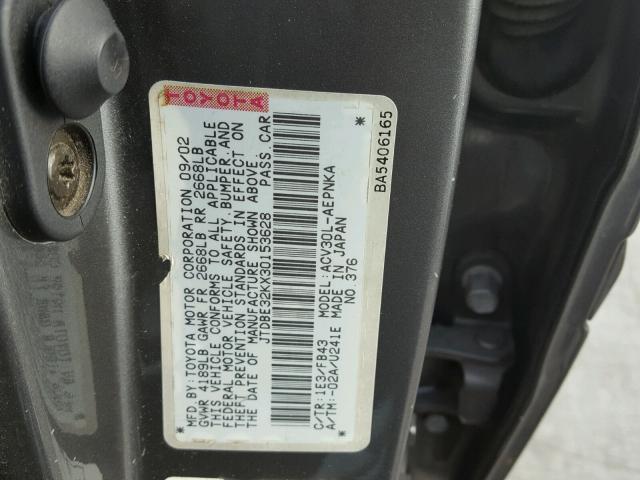 TOYOTA
MFD.BY:TOYOTA MOTOR CORPORATION 09/02
GVWR 4189LB GAWR FR 2668LB RR 2668LB
THIS VEHICLE CONFORMS TO ALL APPLICABLE
FEDERAL MOTOR VEHICLE SAFETY, BUMPER,AND
THEFT PREVENTION STANDARDS IN EFFECT ON
THE DATE OF MANUFACTURE SHOWN ABOVE.
JTDBE32KX30153628 PASS.CAR
C/TR:1E3/FB43 MODEL:ACV30L-AEPNKA
A/TM:-02A/U241E MADE IN JAPAN
NO.376
* *
BA5406165